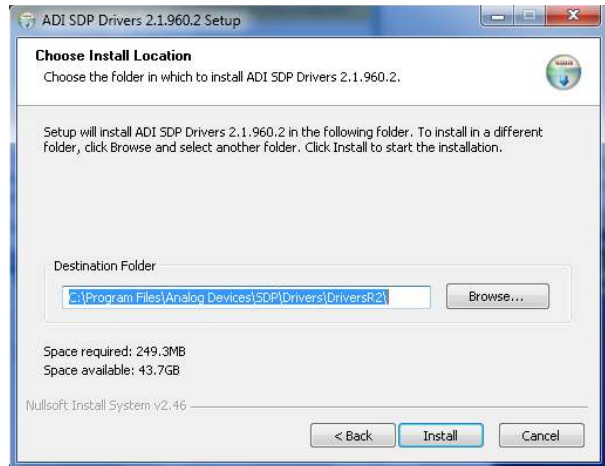 ADI SDP Drivers 2.1.960.2 Setup
Choose Install Location
Choose the folder in which to install ADI SDP Drivers 2.1.960.2.
Setup will install ADI SDP Drivers 2.1.960.2 in the following folder. To install in a different
folder, click Browse and select another folder. Click Install to start the installation.
Destination Folder
C:\Program Files\Analog Devices\SDP\Drivers\DriversR2\
Browse...
Space required: 249.3MB
Space available: 43.7GB
Nullsoft Install System v2.46
< Back
Install
Cancel